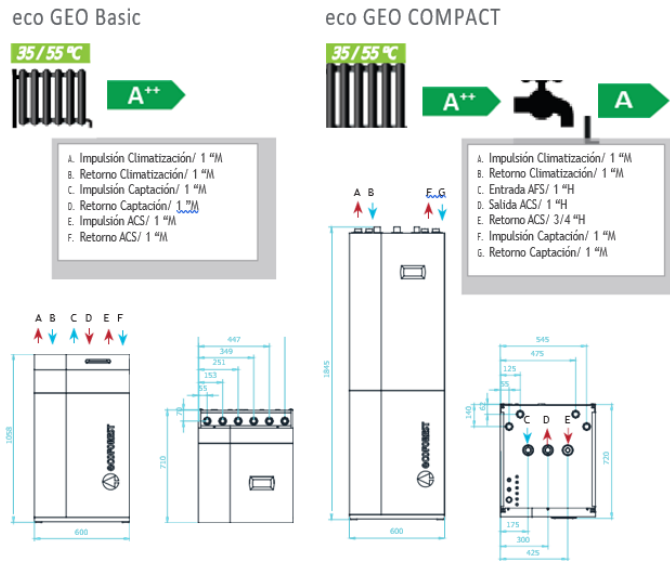 eco GEO Basic
eco GEO COMPACT
35/55 ºC
A++
35/55 ºC
A++
A
A. Impulsión Climatización/ 1 “M
B. Retorno Climatización/ 1 “M
C. Impulsión Captación/ 1 “M
D. Retorno Captación/ 1 ”M
E. Impulsión ACS/ 1 “M
F. Retorno ACS/ 1 “M
A. Impulsión Climatización/ 1 “M
B. Retorno Climatización/ 1 “M
C. Entrada AFS/ 1 “H
D. Salida ACS/ 1 “H
E. Retorno ACS/ 3/4 “H
F. Impulsión Captación/ 1 “M
G. Retorno Captación/ 1 “M
A B C D E F
1058
ECOFOREST
600
447
349
251
153
55
70
710
A B F G
1845
ECOFOREST
600
545
475
125
55
62
140
C D E
720
175
300
425